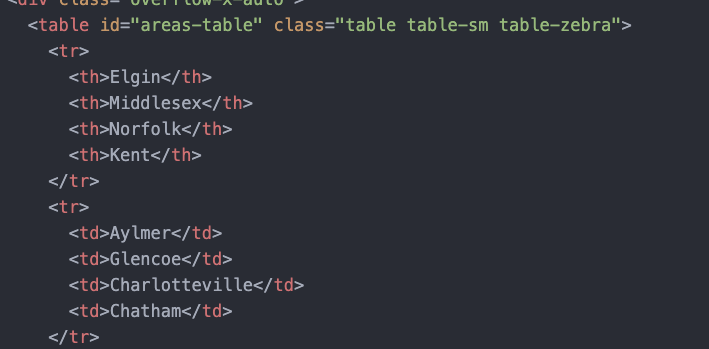 <div class="overflow-x-auto">
<table id="areas-table" class="table table-sm table-zebra">
<tr>
<th>Elgin</th>
<th>Middlesex</th>
<th>Norfolk</th>
<th>Kent</th>
</tr>
<tr>
<td>Aylmer</td>
<td>Glencoe</td>
<td>Charlotteville</td>
<td>Chatham</td>
</tr>